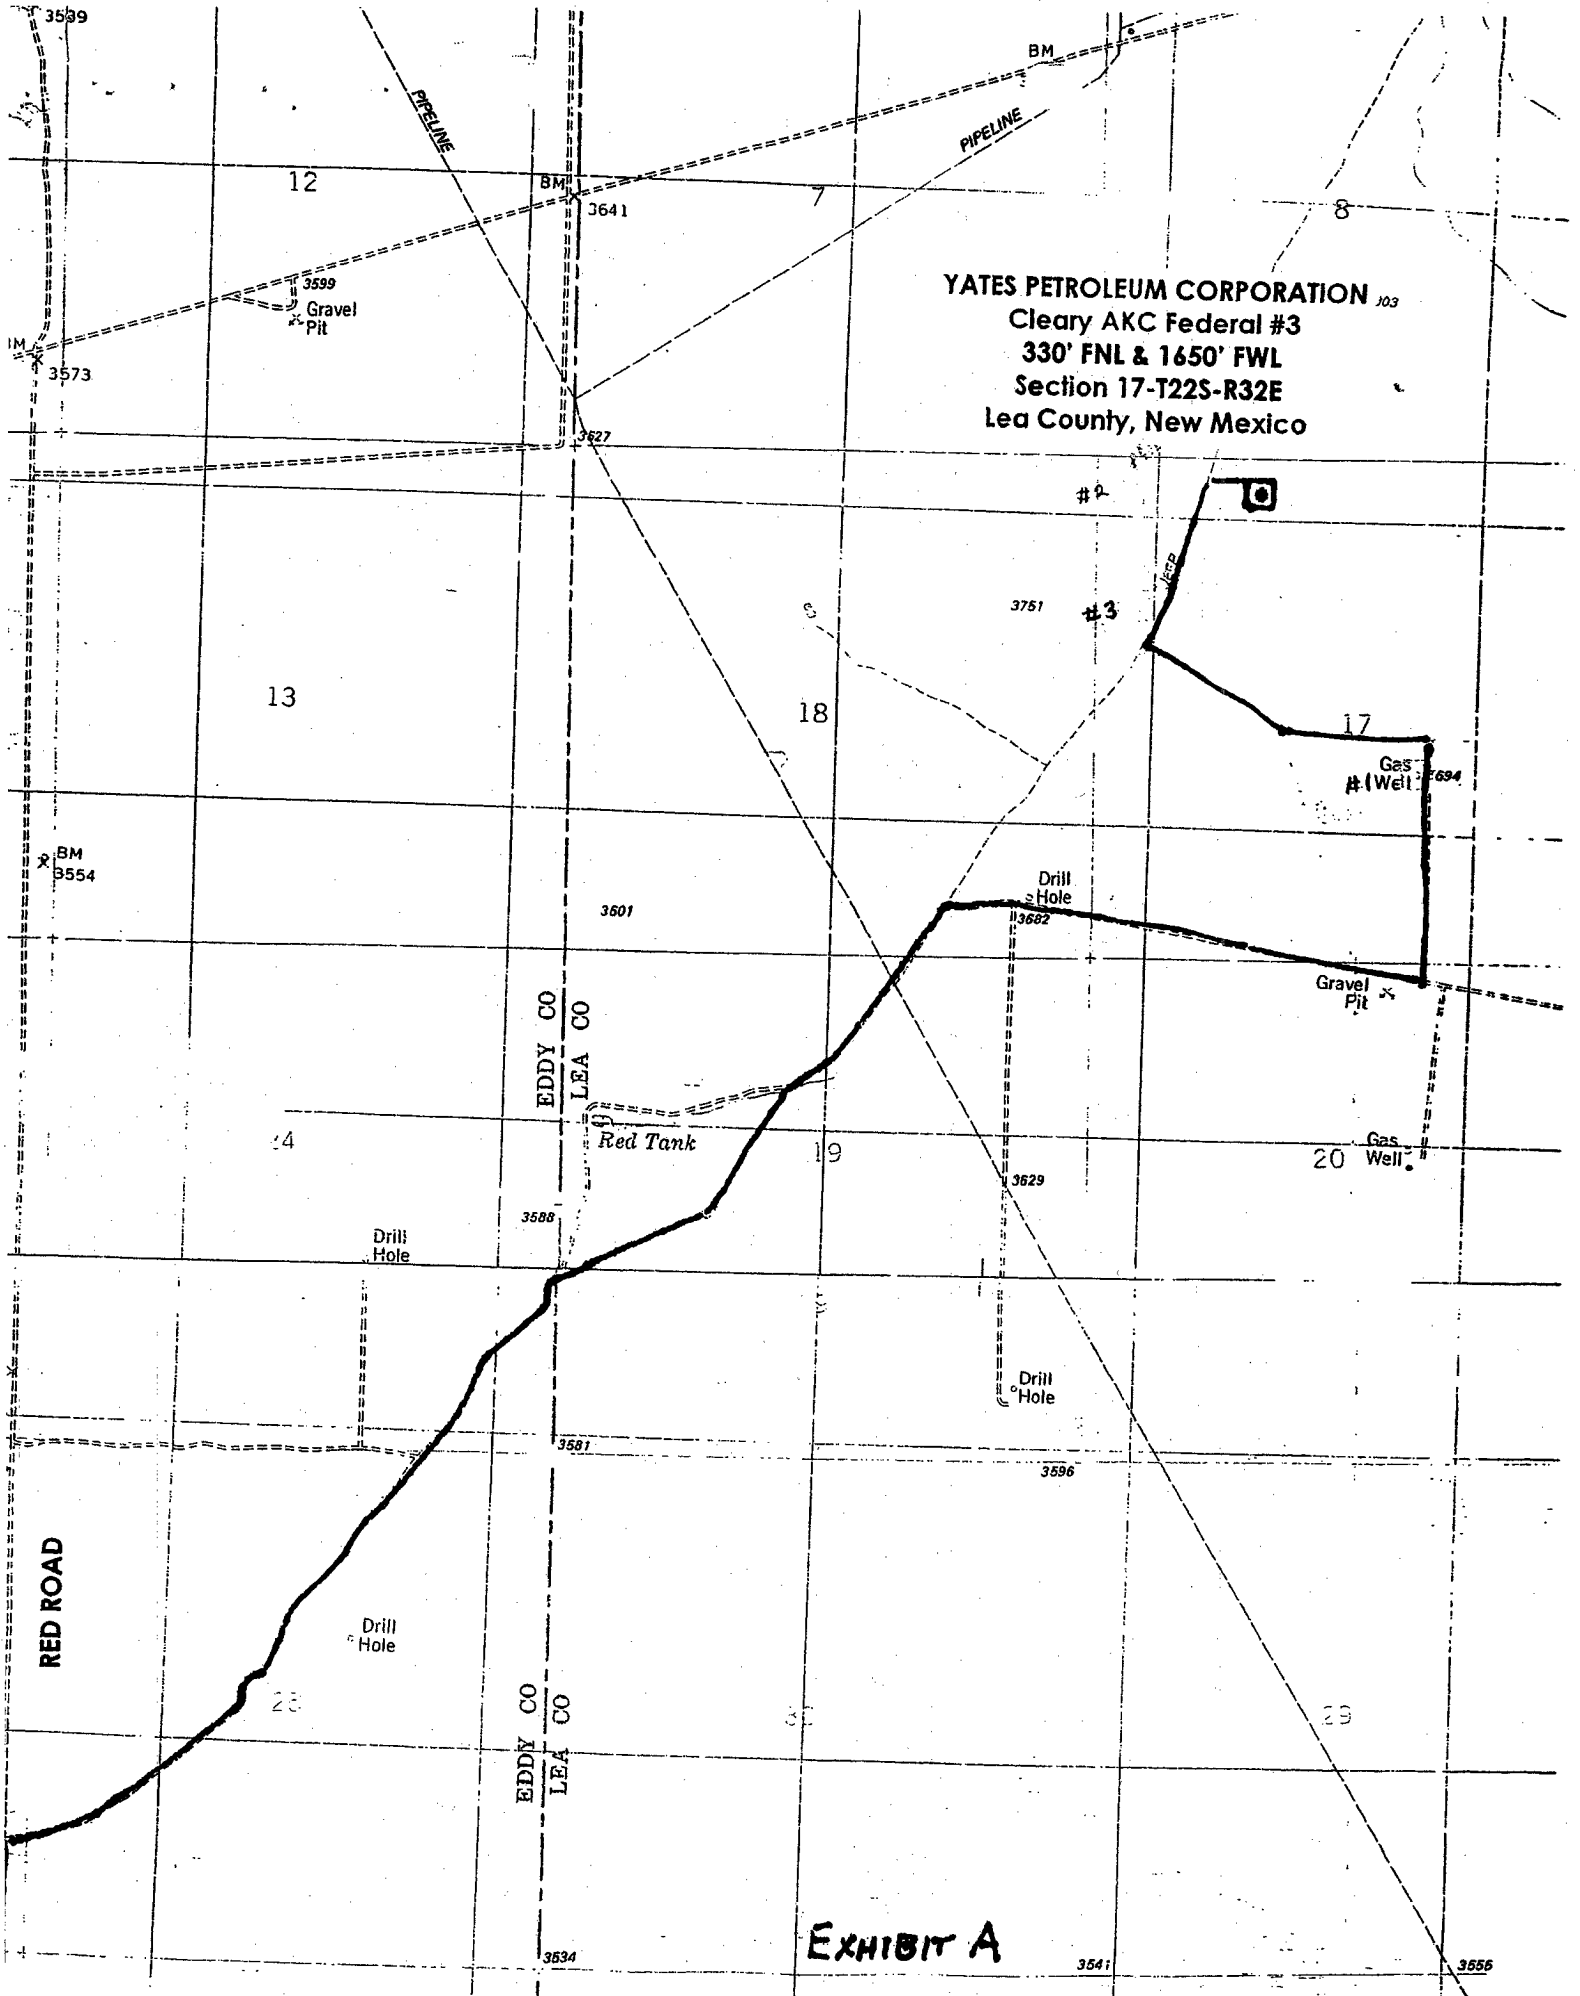 3509
BM
PIPELINE
PIPELINE
12
BM
3641
7
8
3599
Gravel
Pit
3573
YATES PETROLEUM CORPORATION
Cleary AKC Federal #3
330' FNL & 1650' FWL
Section 17-T22S-R32E
Lea County, New Mexico
3627
#2
JEEP
3751
#3
13
18
17
Gas
#1 Well
BM
3554
3601
Drill
Hole
3682
Gravel
Pit
EDDY CO
LEA CO
Red Tank
19
20
Gas
Well
3629
3588
Drill
Hole
Drill
Hole
3581
3596
RED ROAD
Drill
Hole
EDDY CO
LEA CO
29
EXHIBIT A
3534
3541
3555